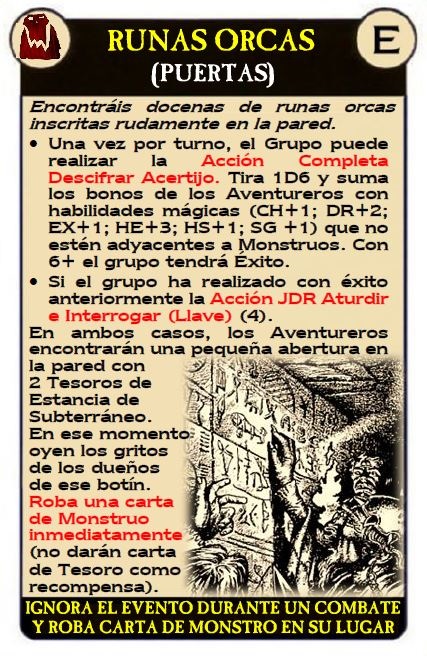 RUNAS ORCAS
E
(PUERTAS)
Encontráis docenas de runas orcas
inscritas rudamente en la pared.
• Una vez por turno, el Grupo puede
realizar la Acción Completa
Descifrar Acertijo. Tira 1D6 y suma
los bonos de los Aventureros con
habilidades mágicas (CH+1; DR+2;
EX+1; HE+3; HS+1; SG +1) que no
estén adyacentes a Monstruos. Con
6+ el grupo tendrá Éxito.
• Si el grupo ha realizado con éxito
anteriormente la Acción JDR Aturdir
e Interrogar (Llave) (4).
En ambos casos, los Aventureros
encontrarán una pequeña abertura en
la pared con
2 Tesoros de
Estancia de
Subterráneo.
En ese momento
oyen los gritos
de los dueños
de ese botín.
Roba una carta
de Monstruo
inmediatamente
(no darán carta
de Tesoro como
recompensa).
IGNORA EL EVENTO DURANTE UN COMBATE
Y ROBA CARTA DE MONSTRO EN SU LUGAR